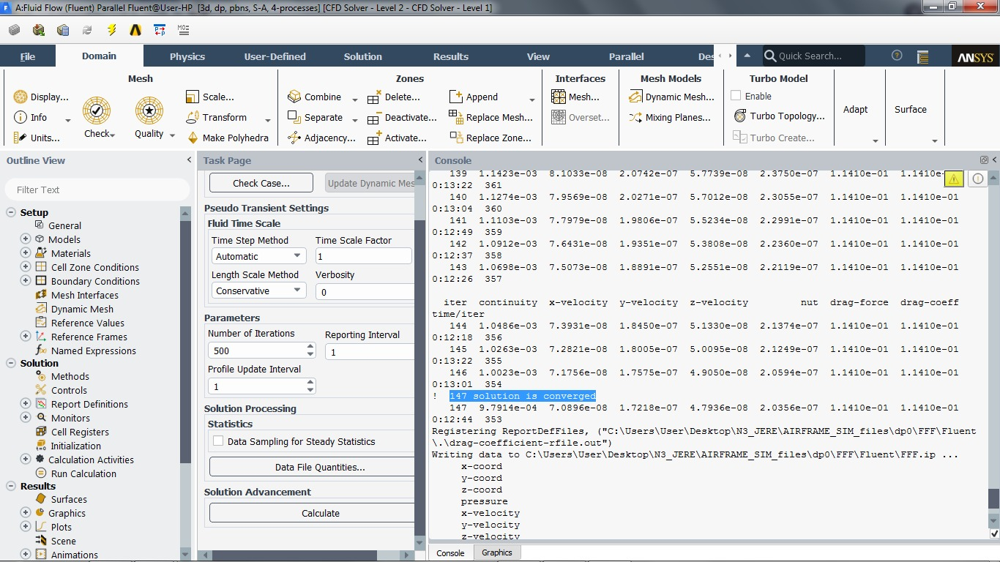 A:Fluid Flow (Fluent) Parallel Fluent@User-HP [3d, dp, pbns, S-A, 4-processes] [CFD Solver - Level 2 - CFD Solver - Level 1]
MO=
File Domain Physics User-Defined Solution Results View Parallel Des Quick Search... ANSYS
Mesh
Display...
Info
Units...
Check
Quality
Scale...
Transform
Make Polyhedra
Zones
Combine Delete... Append
Separate Deactivate... Replace Mesh...
Adjacency... Activate... Replace Zone...
Interfaces
Mesh...
Overset...
Mesh Models
Dynamic Mesh...
Mixing Planes...
Turbo Model
Enable
Turbo Topology...
Turbo Create...
Adapt
Surface
Outline View
Filter Text
Setup
General
Models
Materials
Cell Zone Conditions
Boundary Conditions
Mesh Interfaces
Dynamic Mesh
Reference Values
Reference Frames
Named Expressions
Solution
Methods
Controls
Report Definitions
Monitors
Cell Registers
Initialization
Calculation Activities
Run Calculation
Results
Surfaces
Graphics
Plots
Scene
Animations
Task Page
Check Case... Update Dynamic Mes
Pseudo Transient Settings
Fluid Time Scale
Time Step Method Time Scale Factor
Automatic 1
Length Scale Method Verbosity
Conservative 0
Parameters
Number of Iterations Reporting Interval
500 1
Profile Update Interval
1
Solution Processing
Statistics
Data Sampling for Steady Statistics
Data File Quantities...
Solution Advancement
Calculate
Console
139 1.1423e-03 8.1033e-08 2.0742e-07 5.7739e-08 2.3750e-07 1.1410e-01 1.1410e-
0:13:22 361
140 1.1274e-03 7.9569e-08 2.0271e-07 5.7012e-08 2.3055e-07 1.1410e-01 1.1410e-01
0:13:04 360
141 1.1103e-03 7.7979e-08 1.9806e-07 5.5234e-08 2.2991e-07 1.1410e-01 1.1410e-01
0:12:49 359
142 1.0912e-03 7.6431e-08 1.9351e-07 5.3808e-08 2.2360e-07 1.1410e-01 1.1410e-01
0:12:37 358
143 1.0698e-03 7.5073e-08 1.8891e-07 5.2551e-08 2.2119e-07 1.1410e-01 1.1410e-01
0:12:26 357
iter continuity x-velocity y-velocity z-velocity nut drag-force drag-coeff
time/iter
144 1.0486e-03 7.3931e-08 1.8450e-07 5.1330e-08 2.1374e-07 1.1410e-01 1.1410e-01
0:12:18 356
145 1.0263e-03 7.2821e-08 1.8005e-07 5.0095e-08 2.1249e-07 1.1410e-01 1.1410e-01
0:13:22 355
146 1.0023e-03 7.1756e-08 1.7575e-07 4.9050e-08 2.0594e-07 1.1410e-01 1.1410e-01
0:13:01 354
! 147 solution is converged
147 9.7914e-04 7.0896e-08 1.7218e-07 4.7936e-08 2.0356e-07 1.1410e-01 1.1410e-01
0:12:44 353
Registering ReportDefFiles, ("C:\Users\User\Desktop\N3_JERE\AIRFRAME_SIM_files\dp0\FFF\Fluent
\.\drag-coefficient-rfile.out")
Writing data to C:\Users\User\Desktop\N3_JERE\AIRFRAME_SIM_files\dp0\FFF\Fluent\FFF.ip ...
x-coord
y-coord
z-coord
pressure
x-velocity
y-velocity
z-velocity
Console Graphics